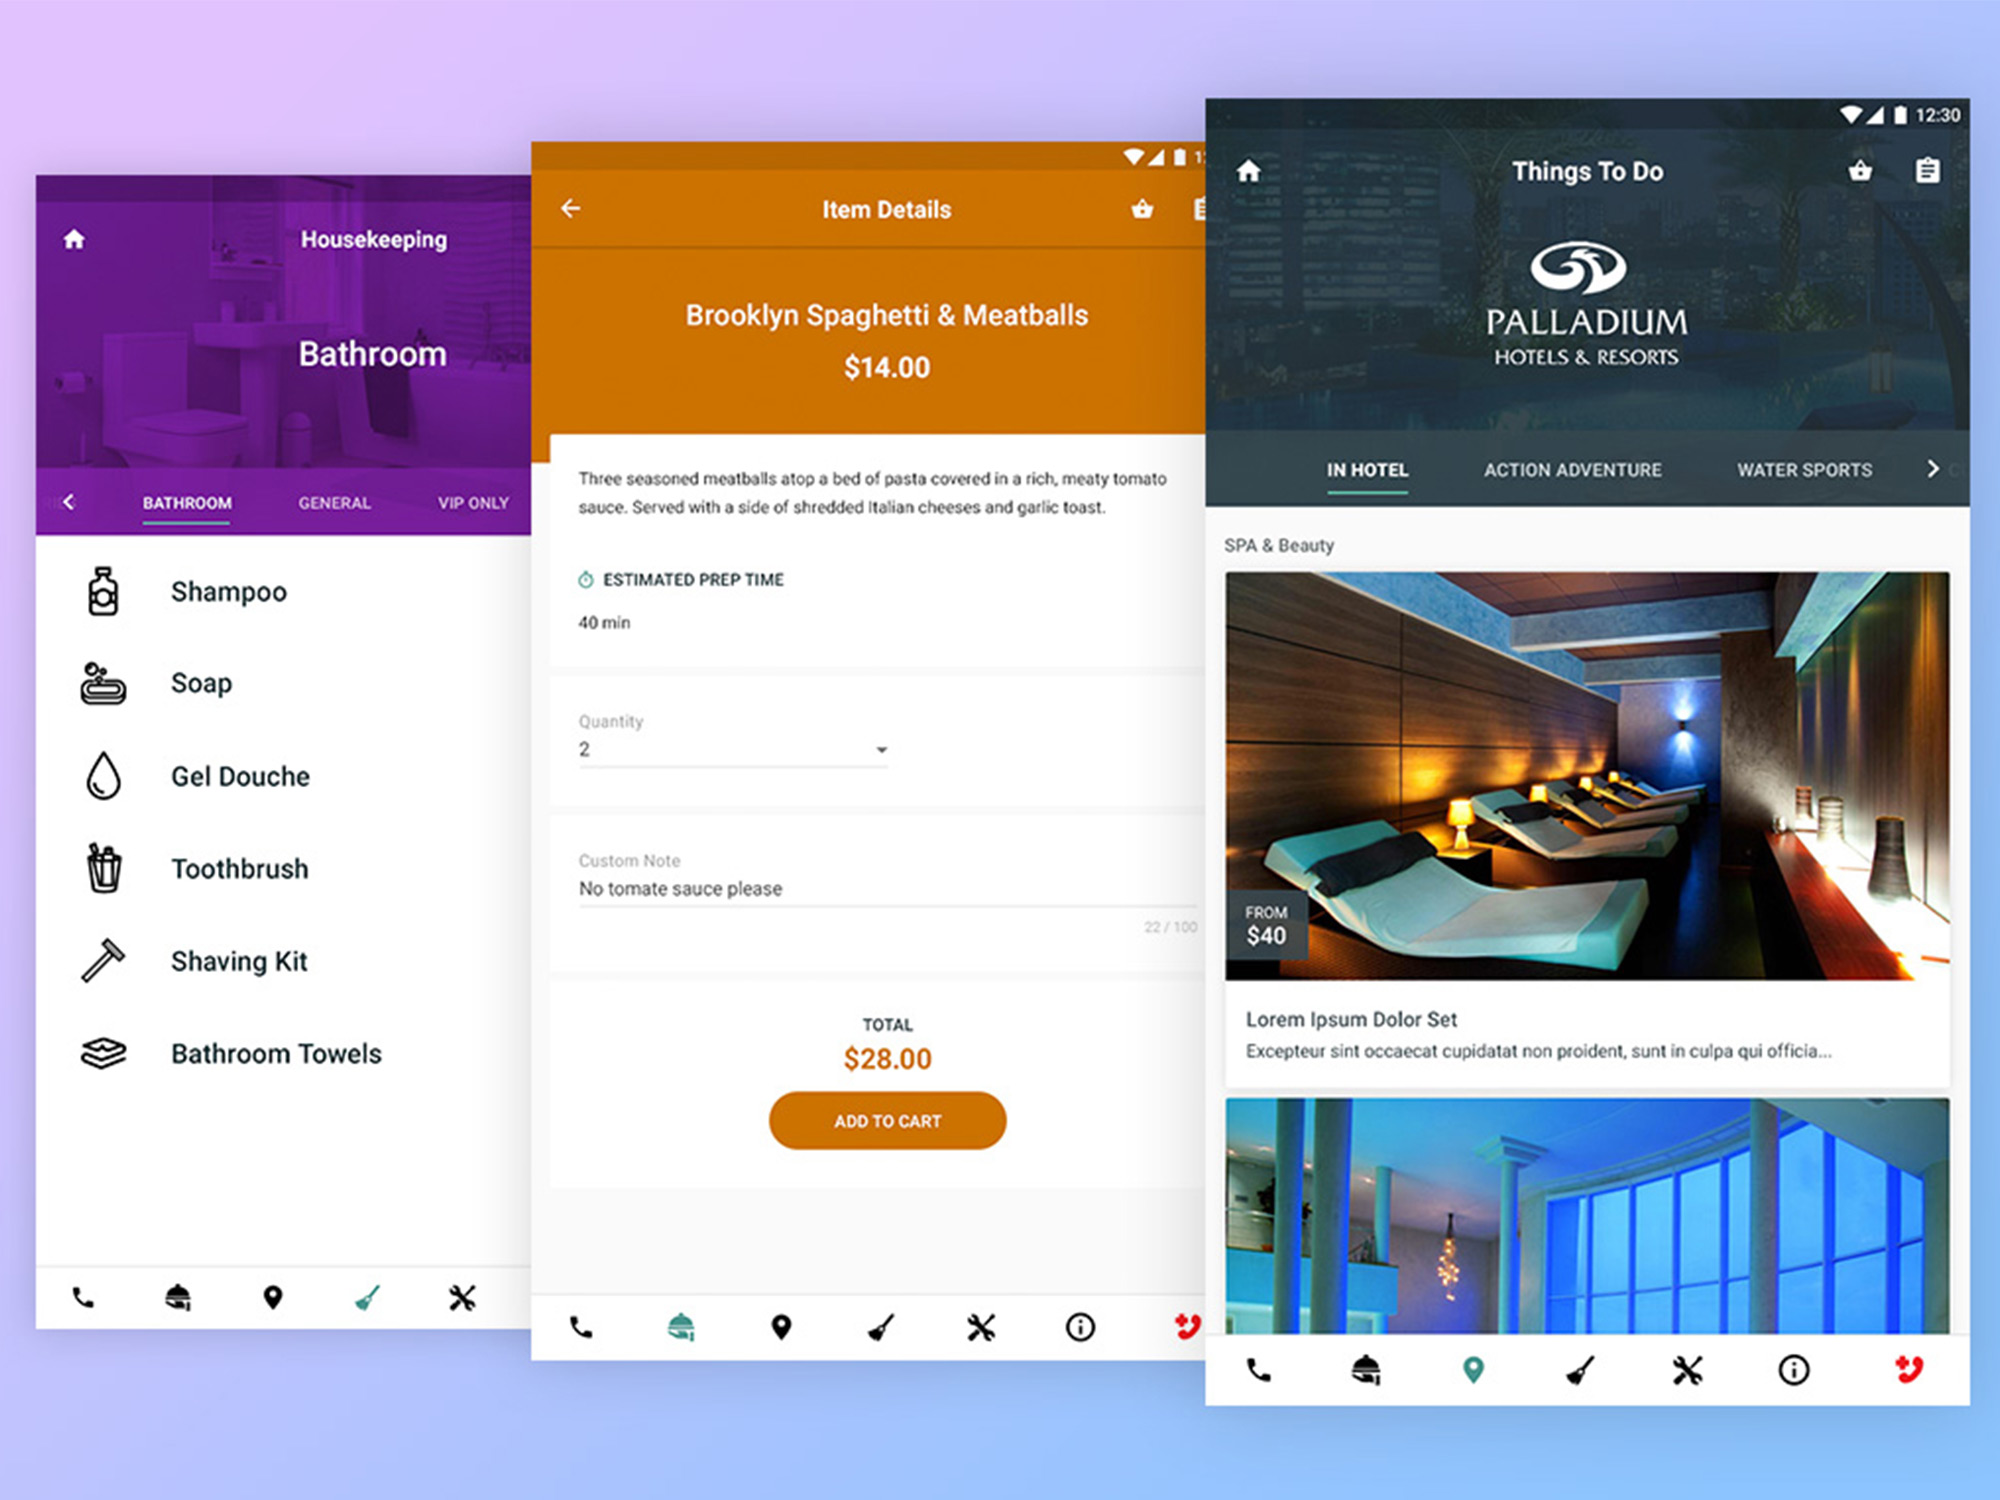 Housekeeping
Bathroom
BATHROOM
GENERAL
VIP ONLY
Shampoo
Soap
Gel Douche
Toothbrush
Shaving Kit
Bathroom Towels
Item Details
Brooklyn Spaghetti & Meatballs
$14.00
Three seasoned meatballs atop a bed of pasta covered in a rich, meaty tomato
sauce. Served with a side of shredded Italian cheeses and garlic toast.
ESTIMATED PREP TIME
40 min
Quantity
2
Custom Note
No tomate sauce please
22 / 100
TOTAL
$28.00
ADD TO CART
12:30
Things To Do
PALLADIUM
HOTELS & RESORTS
IN HOTEL
ACTION ADVENTURE
WATER SPORTS
SPA & Beauty
FROM
$40
Lorem Ipsum Dolor Set
Excepteur sint occaecat cupidatat non proident, sunt in culpa qui officia...